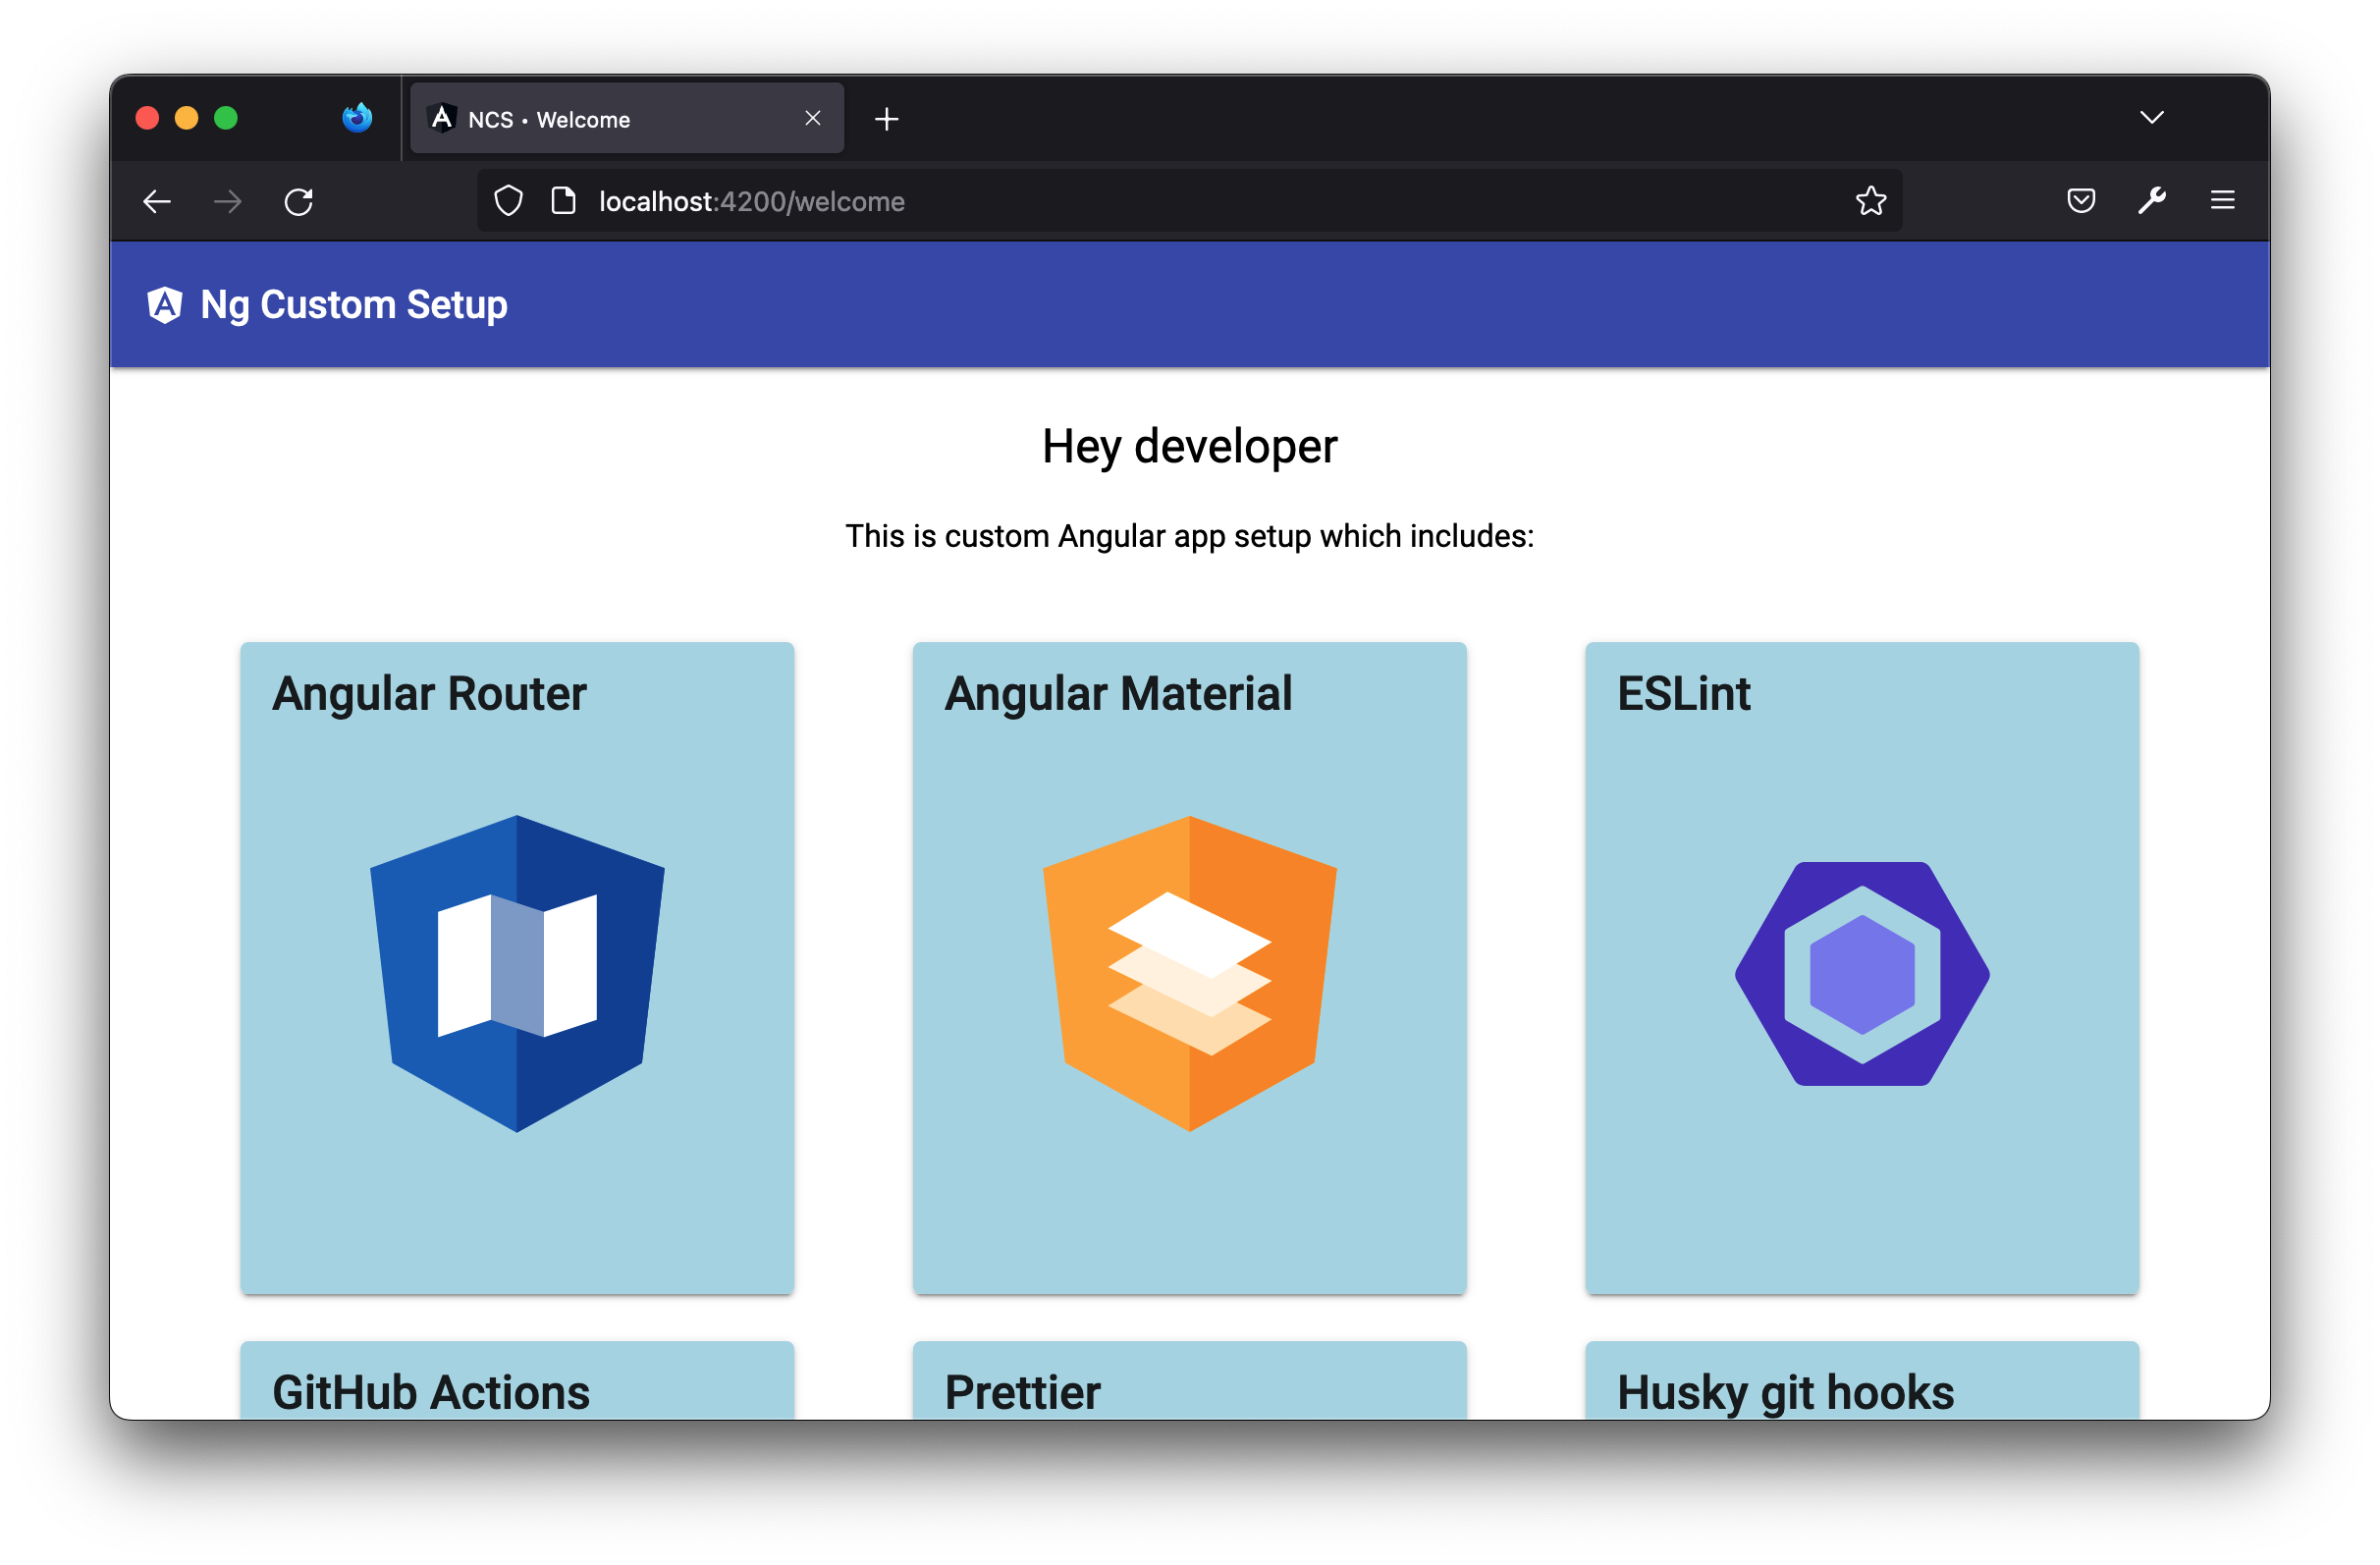 NCS • Welcome
localhost:4200/welcome
Ng Custom Setup
Hey developer
This is custom Angular app setup which includes:
Angular Router
Angular Material
ESLint
GitHub Actions
Prettier
Husky git hooks